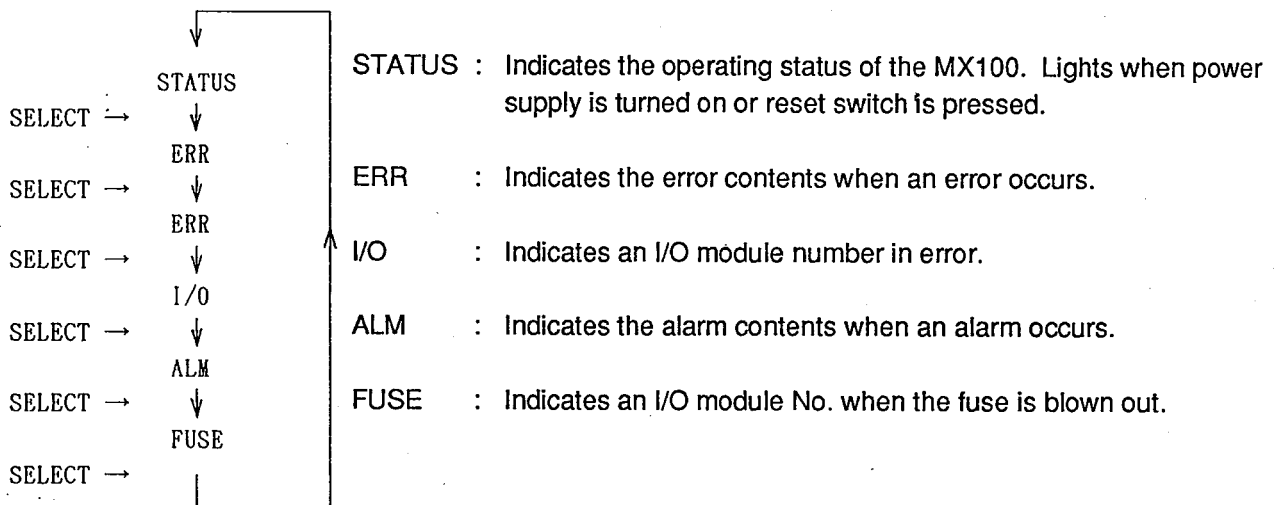 STATUS
SELECT →
ERR
SELECT →
ERR
SELECT →
I/O
SELECT →
ALM
SELECT →
FUSE
SELECT →
STATUS : Indicates the operating status of the MX100. Lights when power
supply is turned on or reset switch is pressed.
ERR : Indicates the error contents when an error occurs.
I/O : Indicates an I/O module number in error.
ALM : Indicates the alarm contents when an alarm occurs.
FUSE : Indicates an I/O module No. when the fuse is blown out.